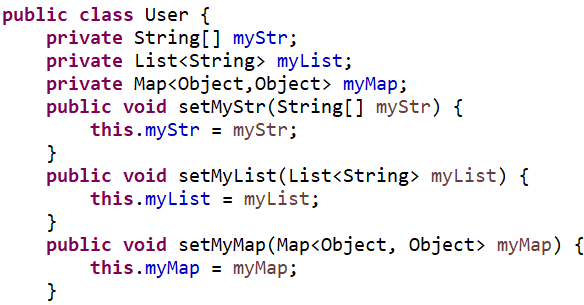 public class User {
    private String[] myStr;
    private List<String> myList;
    private Map<Object,Object> myMap;
    public void setMyStr(String[] myStr) {
        this.myStr = myStr;
    }
    public void setMyList(List<String> myList) {
        this.myList = myList;
    }
    public void setMyMap(Map<Object, Object> myMap) {
        this.myMap = myMap;
    }